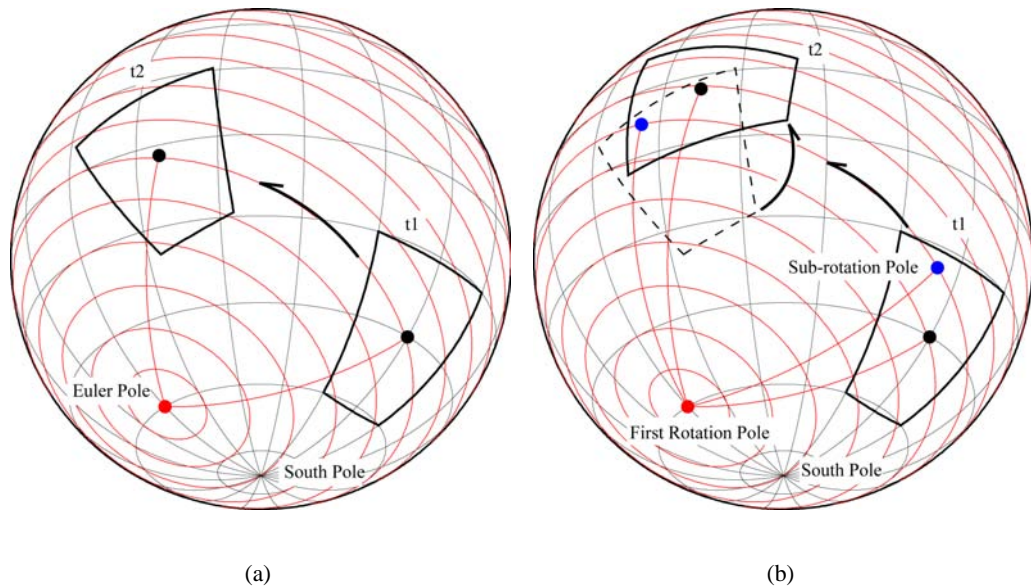 t2
t1
Euler Pole
South Pole
(a)
t2
t1
Sub-rotation Pole
First Rotation Pole
South Pole
(b)